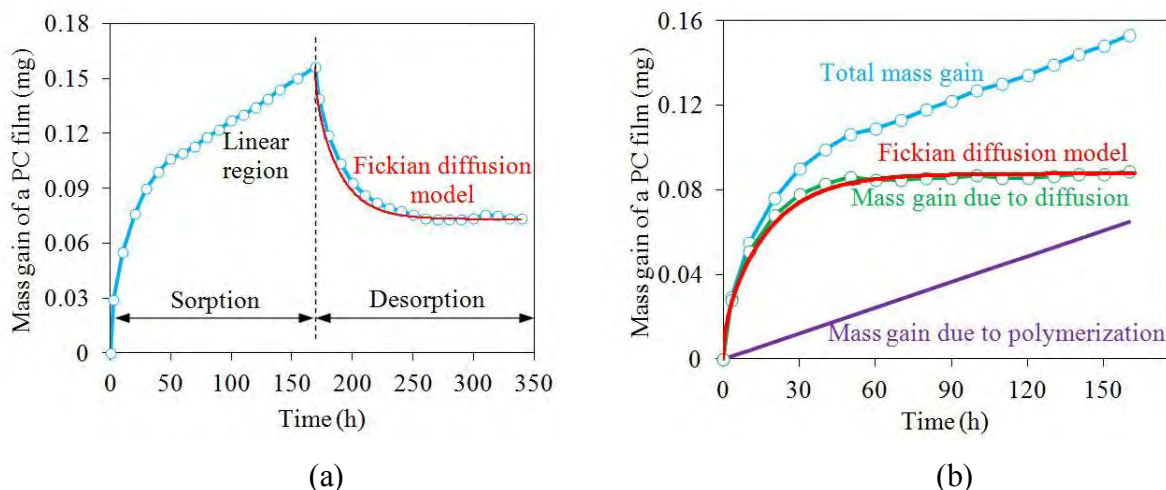 0.18
0.15
0.12
0.09
0.06
0.03
0
0 50 100 150 200 250 300 350
Mass gain of a PC film (mg)
Time (h)
Linear
region
Fickian diffusion
model
Sorption
Desorption
(a)
0.16
0.12
0.08
0.04
0
0 30 60 90 120 150
Mass gain of a PC film (mg)
Time (h)
Total mass gain
Fickian diffusion model
Mass gain due to diffusion
Mass gain due to polymerization
(b)